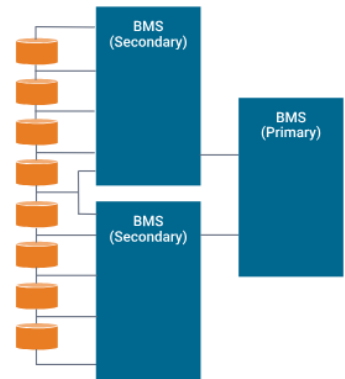 BMS
(Secondary)
BMS
(Primary)
BMS
(Secondary)